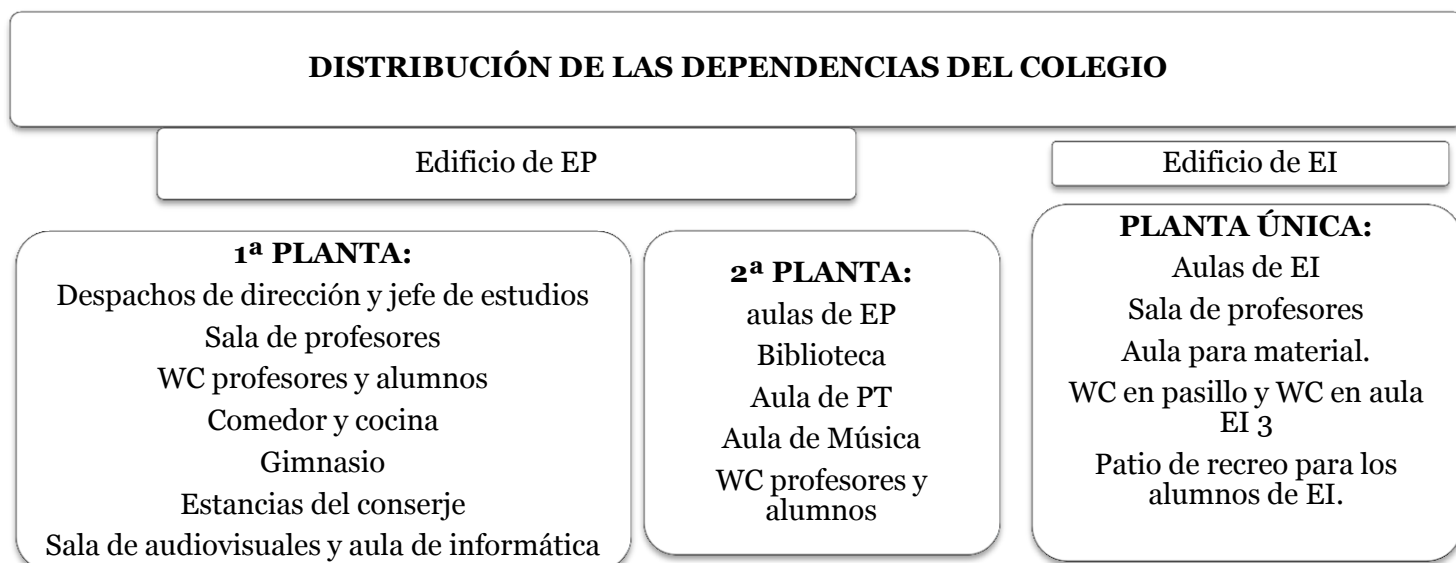 DISTRIBUCIÓN DE LAS DEPENDENCIAS DEL COLEGIO
Edificio de EP
Edificio de EI
1ª PLANTA:
Despachos de dirección y jefe de estudios
Sala de profesores
WC profesores y alumnos
Comedor y cocina
Gimnasio
Estancias del conserje
Sala de audiovisuales y aula de informática
2ª PLANTA:
aulas de EP
Biblioteca
Aula de PT
Aula de Música
WC profesores y
alumnos
PLANTA ÚNICA:
Aulas de EI
Sala de profesores
Aula para material.
WC en pasillo y WC en aula
EI 3
Patio de recreo para los
alumnos de EI.